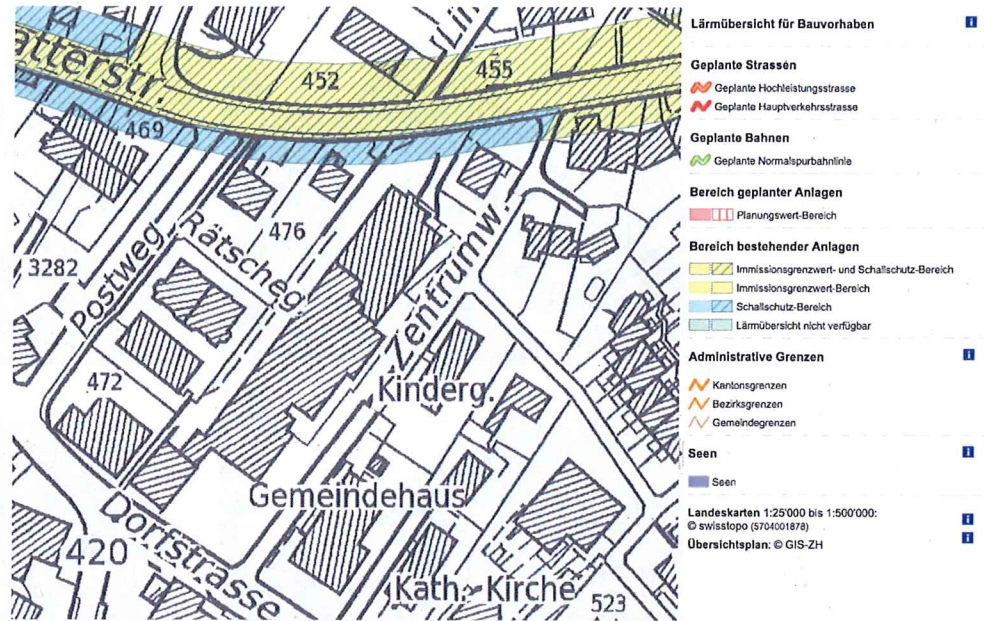 atterstr.
452
455
469
476
Rätscheg
Postweg
3282
Zentrumw.
472
Kinderg.
Gemeindehaus
Dorfstrasse
420
Kath.-Kirche
523
Lärmübersicht für Bauvorhaben
Geplante Strassen
Geplante Hochleistungsstrasse
Geplante Hauptverkehrsstrasse
Geplante Bahnen
Geplante Normalspurbahnlinie
Bereich geplanter Anlagen
Planungswert-Bereich
Bereich bestehender Anlagen
Immissionsgrenzwert- und Schallschutz-Bereich
Immissionsgrenzwert-Bereich
Schallschutz-Bereich
Lärmübersicht nicht verfügbar
Administrative Grenzen
Kantonsgrenzen
Bezirksgrenzen
Gemeindegrenzen
Seen
Seen
Landeskarten 1:25'000 bis 1:500'000:
© swisstopo (5704001878)
Übersichtsplan: © GIS-ZH